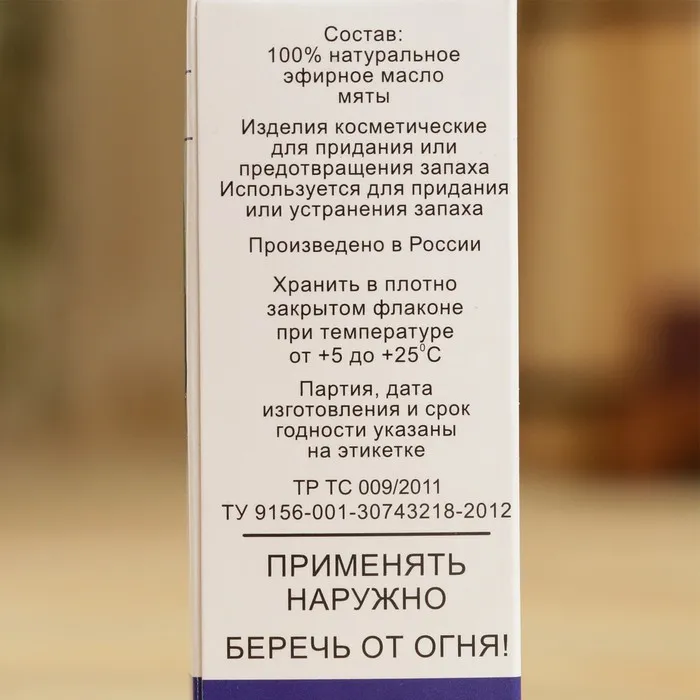 Состав:
100% натуральное
эфирное масло
мяты
Изделия косметические
для придания или
предотвращения запаха
Используется для придания
или устранения запаха
Произведено в России
Хранить в плотно
закрытом флаконе
при температуре
от +5 до +25⁰С
Партия, дата
изготовления и срок
годности указаны
на этикетке
ТР ТС 009/2011
ТУ 9156-001-30743218-2012
ПРИМЕНЯТЬ
НАРУЖНО
БЕРЕЧЬ ОТ ОГНЯ!